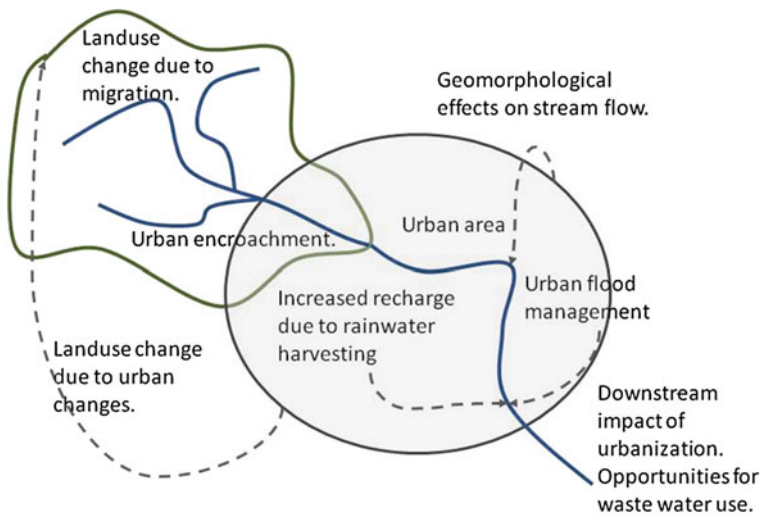 Landuse
change due to
migration.
Geomorphological
effects on stream flow.
Urban area
Urban encroachment.
Urban flood
management
Increased recharge
due to rainwater
harvesting
Landuse change
due to urban
changes.
Downstream
impact of
urbanization.
Opportunities for
waste water use.